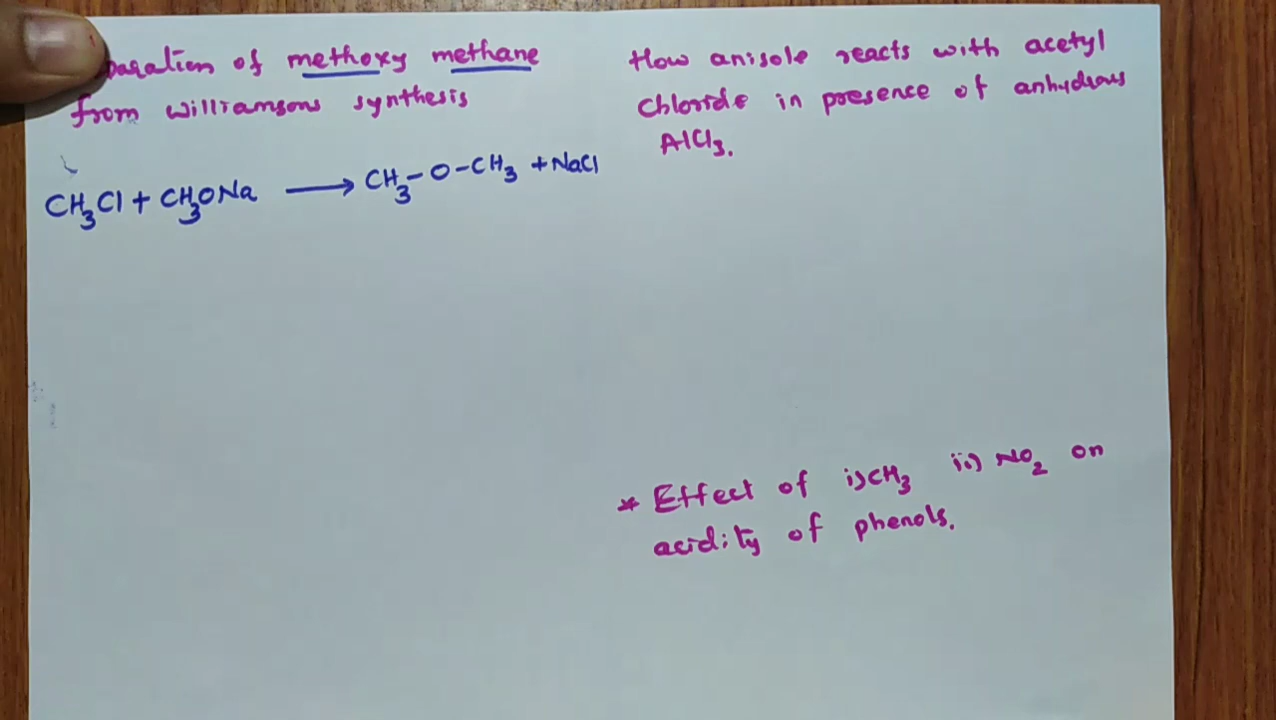 of methoxy methane
from williamsons synthesis
CH3Cl + CH3ONa ⟶ CH3-O-CH3 + NaCl
How anisole reacts with acetyl
chloride in presence of anhydrous
AlCl3.
* Effect of i) CH3 ii) NO2 on
acidity of phenols.